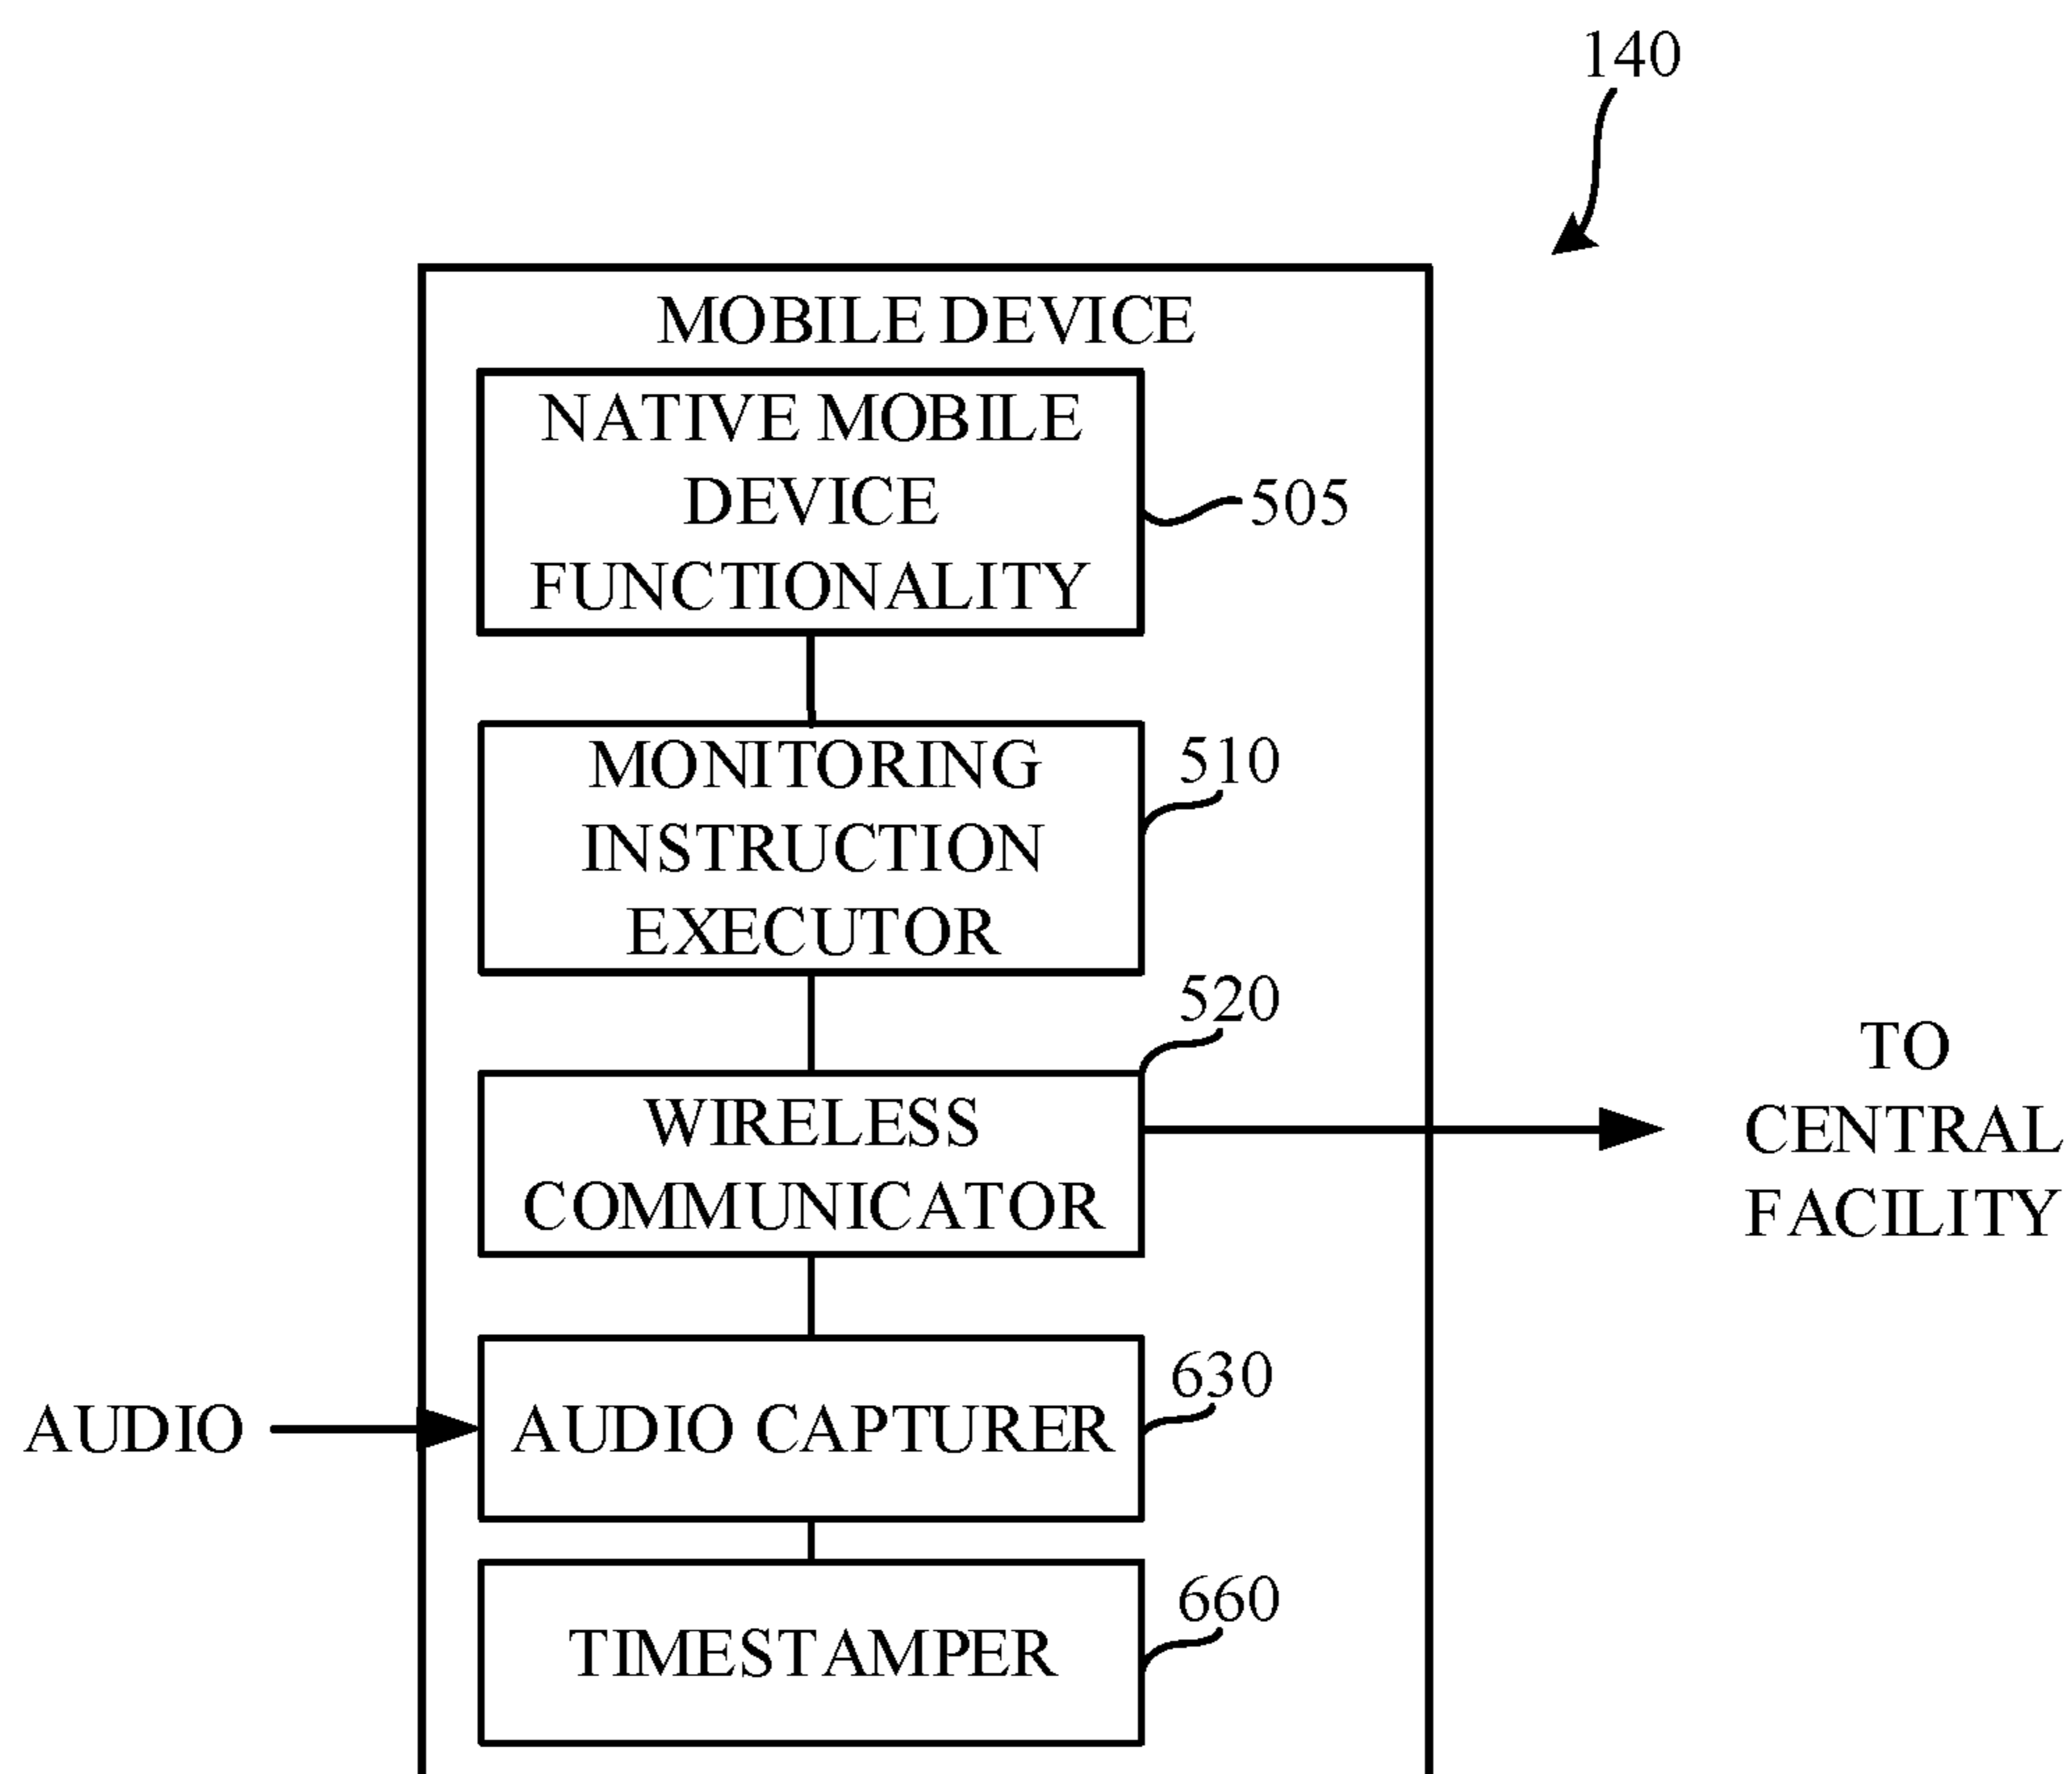 140
MOBILE DEVICE
NATIVE MOBILE
DEVICE
FUNCTIONALITY
505
MONITORING
INSTRUCTION
EXECUTOR
510
520
WIRELESS
COMMUNICATOR
TO
CENTRAL
FACILITY
AUDIO
AUDIO CAPTURER
630
TIMESTAMPER
660